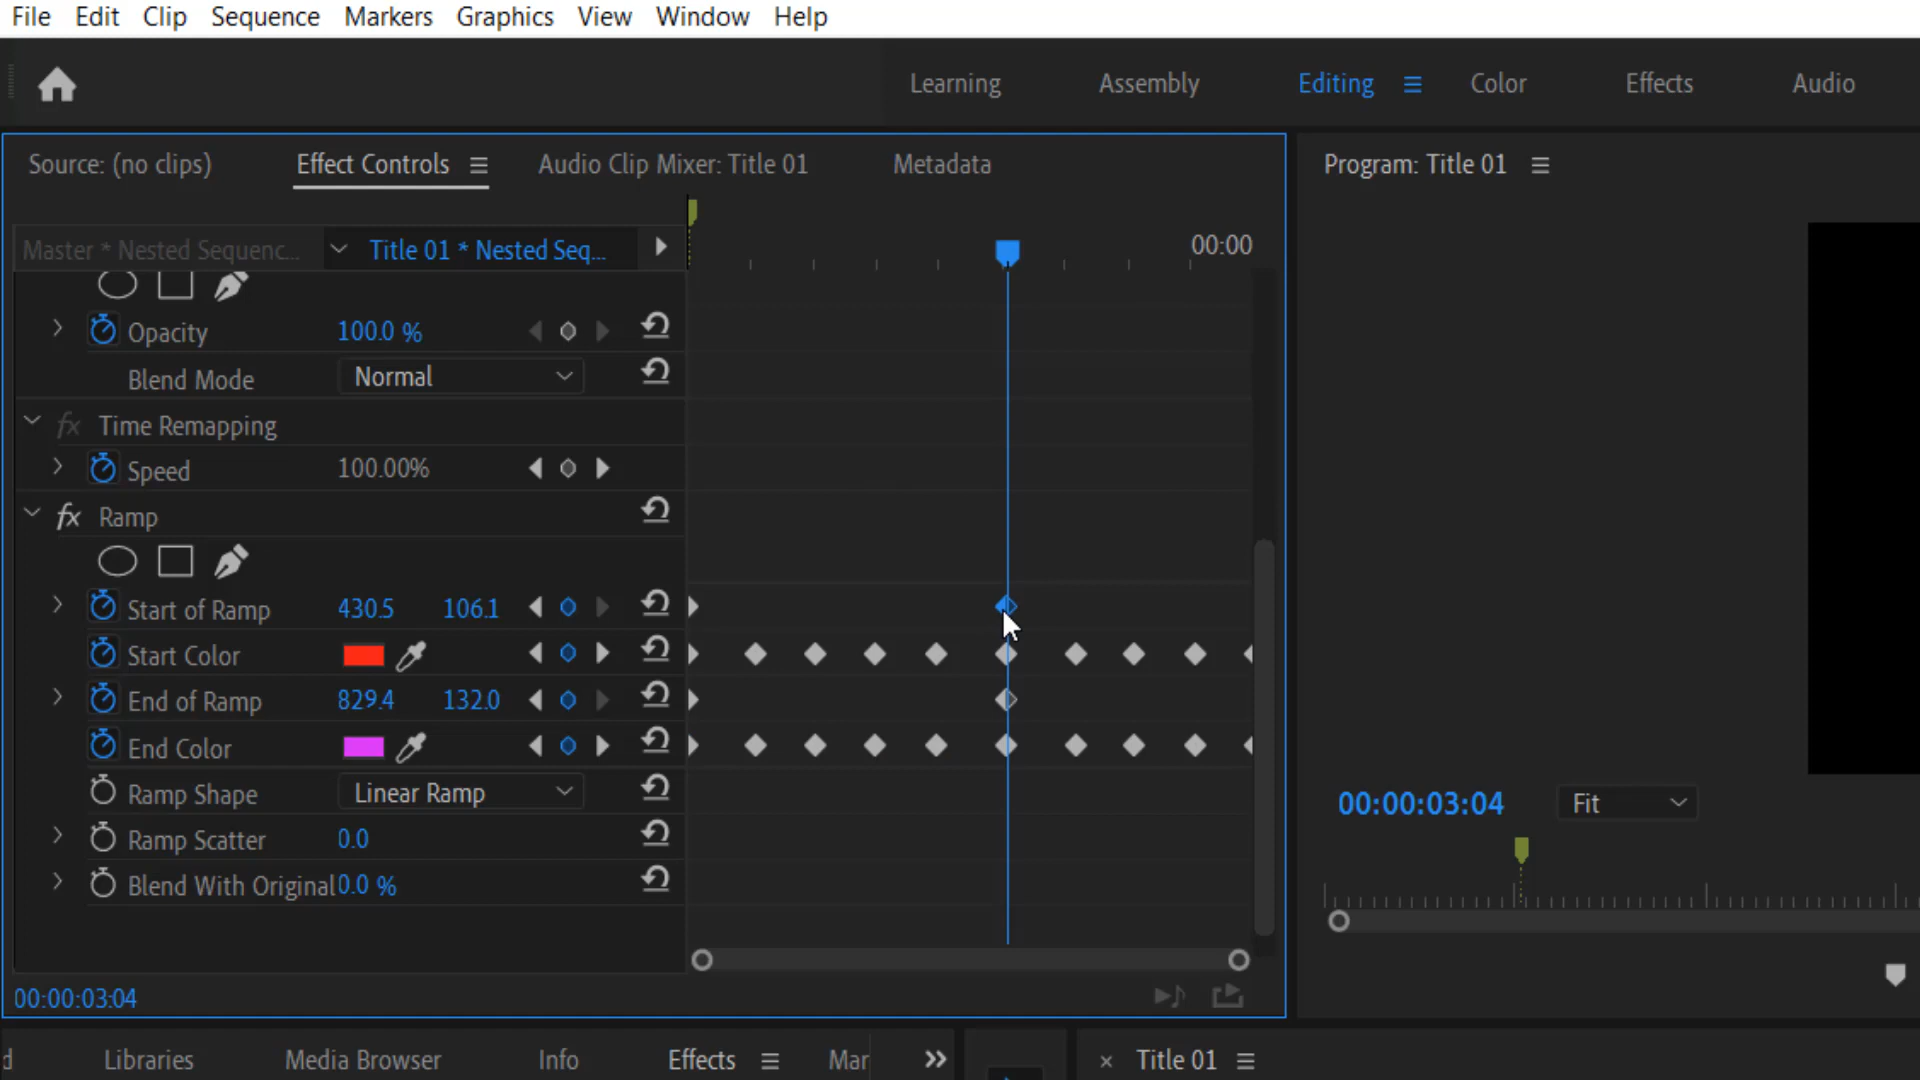 File Edit Clip Sequence Markers Graphics View Window Help
Learning Assembly Editing Color Effects Audio
Source: (no clips) Effect Controls Audio Clip Mixer: Title 01 Metadata Program: Title 01
Master * Nested Sequenc... Title 01 * Nested Seq... 00:00
Opacity 100.0 %
Blend Mode Normal
fx Time Remapping
Speed 100.00%
fx Ramp
Start of Ramp 430.5 106.1
Start Color
End of Ramp 829.4 132.0
End Color
Ramp Shape Linear Ramp
00:00:03:04 Fit
Ramp Scatter 0.0
Blend With Original 0.0 %
00:00:03:04
d Libraries Media Browser Info Effects Mar × Title 01